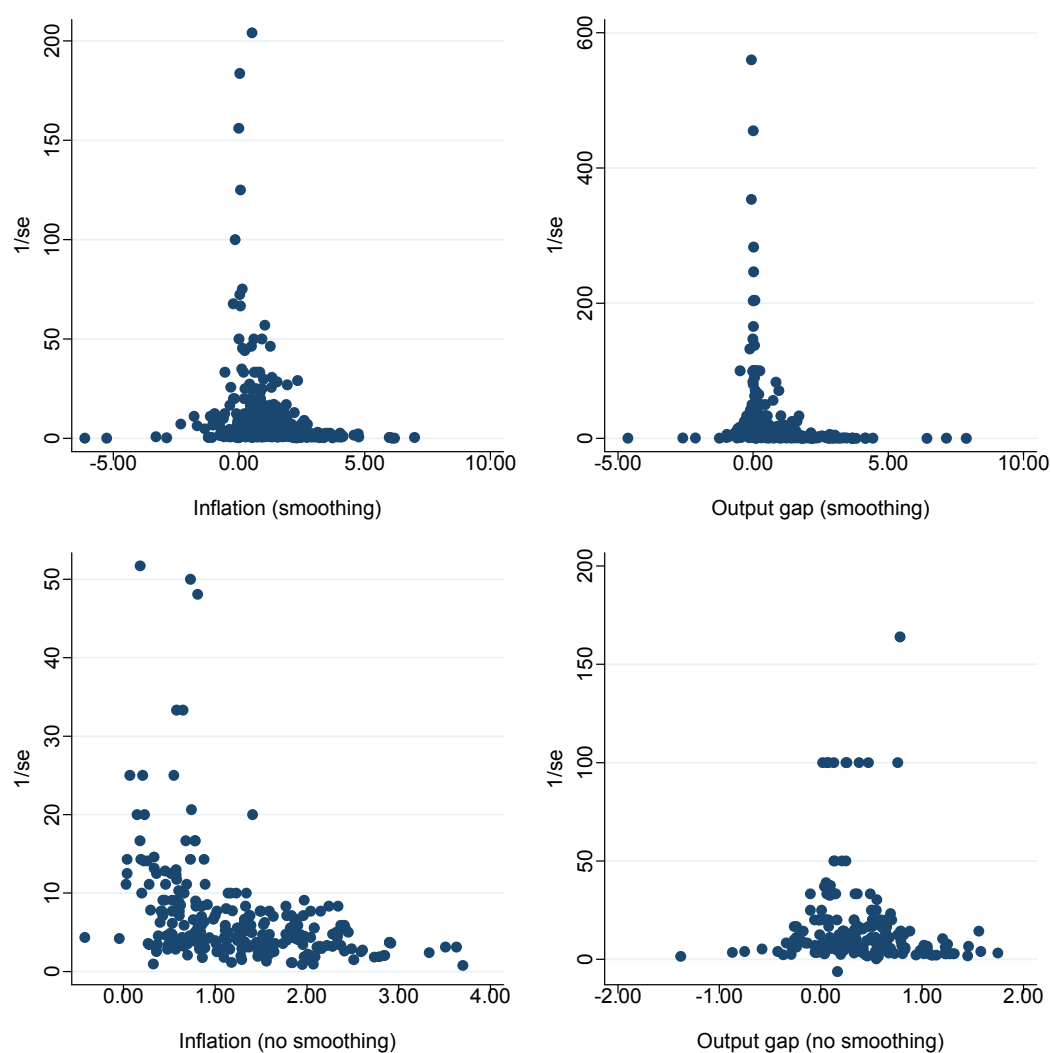 200
150
100
50
0
1/se
-5.00 0.00 5.00 10.00
Inflation (smoothing)
600
400
200
0
1/se
-5.00 0.00 5.00 10.00
Output gap (smoothing)
50
40
30
20
10
0
1/se
0.00 1.00 2.00 3.00 4.00
Inflation (no smoothing)
200
150
100
50
0
1/se
-2.00 -1.00 0.00 1.00 2.00
Output gap (no smoothing)